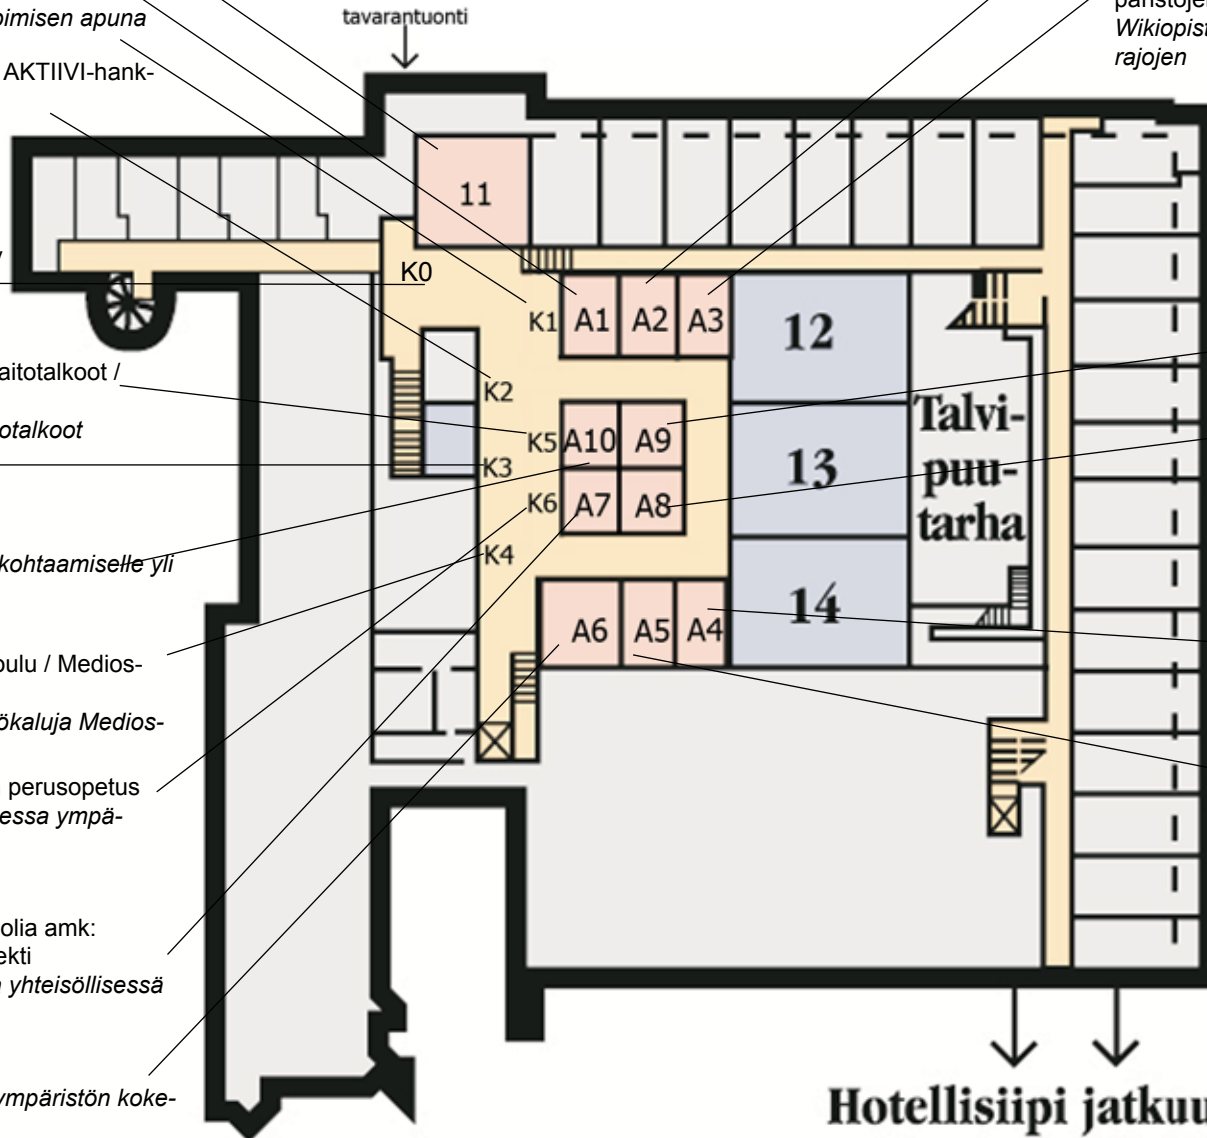 tavarantuonti
pimisen apuna
AKTIIVI-hank-
Wikiopist
rajojen
11
K0
K1 A1 A2 A3
12
K2
aitotalkoot /
otalkoot
K5 A10 A9
K3
13
Talvi-
puu-
tarha
K6 A7 A8
kohtaamiselle yli
K4
14
A6 A5 A4
oulu / Medios-
ökaluja Medios-
perusopetus
essa ympä-
olia amk:
ekti
yhteisöllisessä
ympäristön koke-
Hotellisiipi jatkuu